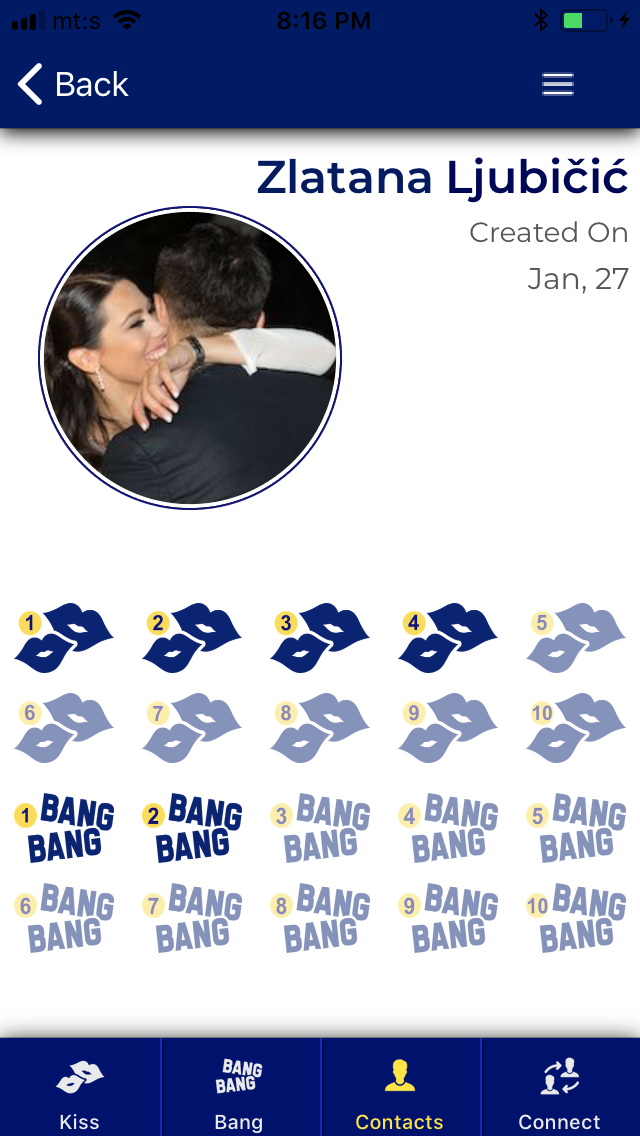 mt:s 8:16 PM
Back
Zlatana Ljubičić
Created On
Jan, 27
1 2 3 4 5
6 7 8 9 10
1 BANG BANG 2 BANG BANG 3 BANG BANG 4 BANG BANG 5 BANG BANG
6 BANG BANG 7 BANG BANG 8 BANG BANG 9 BANG BANG 10 BANG BANG
BANG BANG
Kiss Bang Contacts Connect